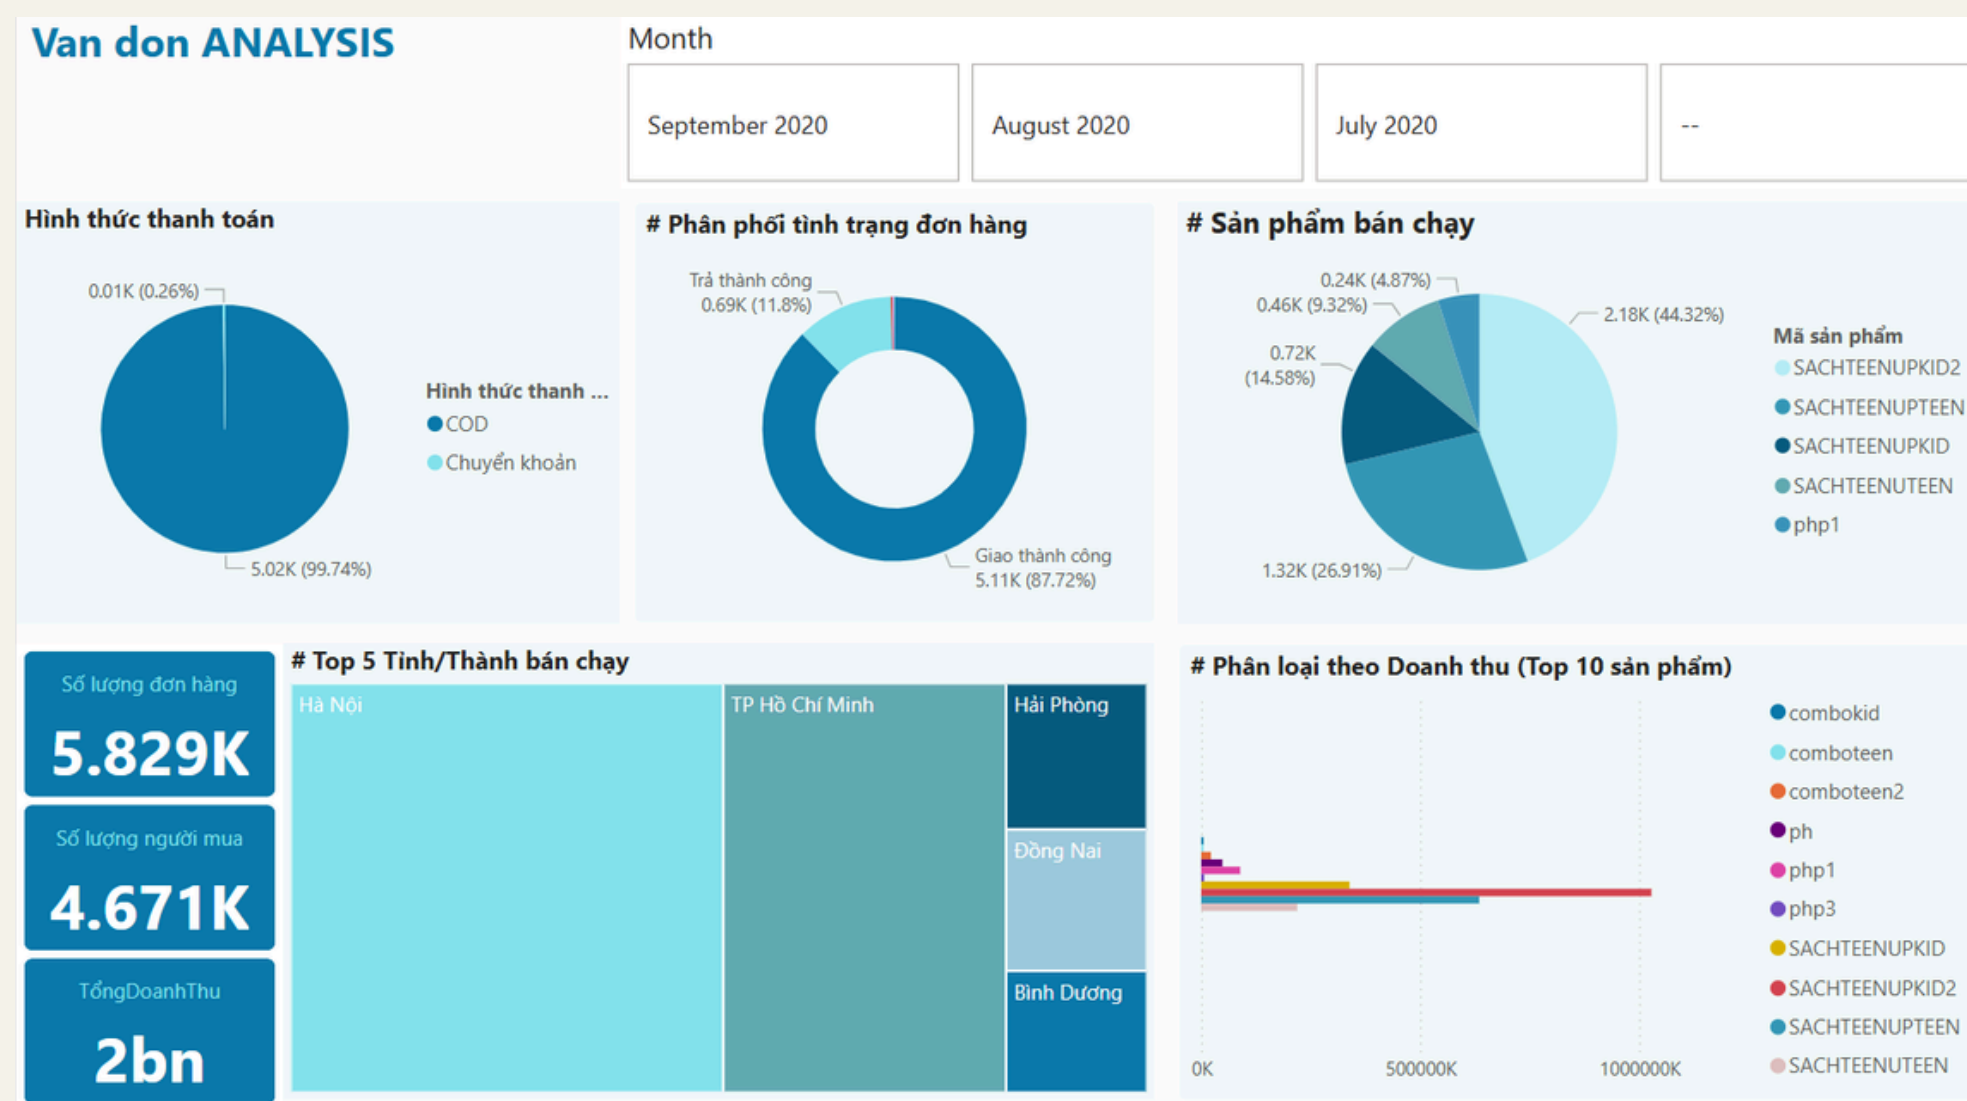 Van don ANALYSIS
Month
September 2020
August 2020
July 2020
--
Hình thức thanh toán
0.01K (0.26%)
5.02K (99.74%)
Hình thức thanh ...
COD
Chuyển khoản
# Phân phối tình trạng đơn hàng
Trả thành công
0.69K (11.8%)
Giao thành công
5.11K (87.72%)
# Sản phẩm bán chạy
0.24K (4.87%)
0.46K (9.32%)
0.72K
(14.58%)
2.18K (44.32%)
1.32K (26.91%)
Mã sản phẩm
SACHTEENUPKID2
SACHTEENUPTEEN
SACHTEENUPKID
SACHTEENUTEEN
php1
Số lượng đơn hàng
5.829K
Số lượng người mua
4.671K
TổngDoanhThu
2bn
# Top 5 Tỉnh/Thành bán chạy
Hà Nội
TP Hồ Chí Minh
Hải Phòng
Đồng Nai
Bình Dương
# Phân loại theo Doanh thu (Top 10 sản phẩm)
0K
500000K
1000000K
combokid
comboteen
comboteen2
ph
php1
php3
SACHTEENUPKID
SACHTEENUPKID2
SACHTEENUPTEEN
SACHTEENUTEEN